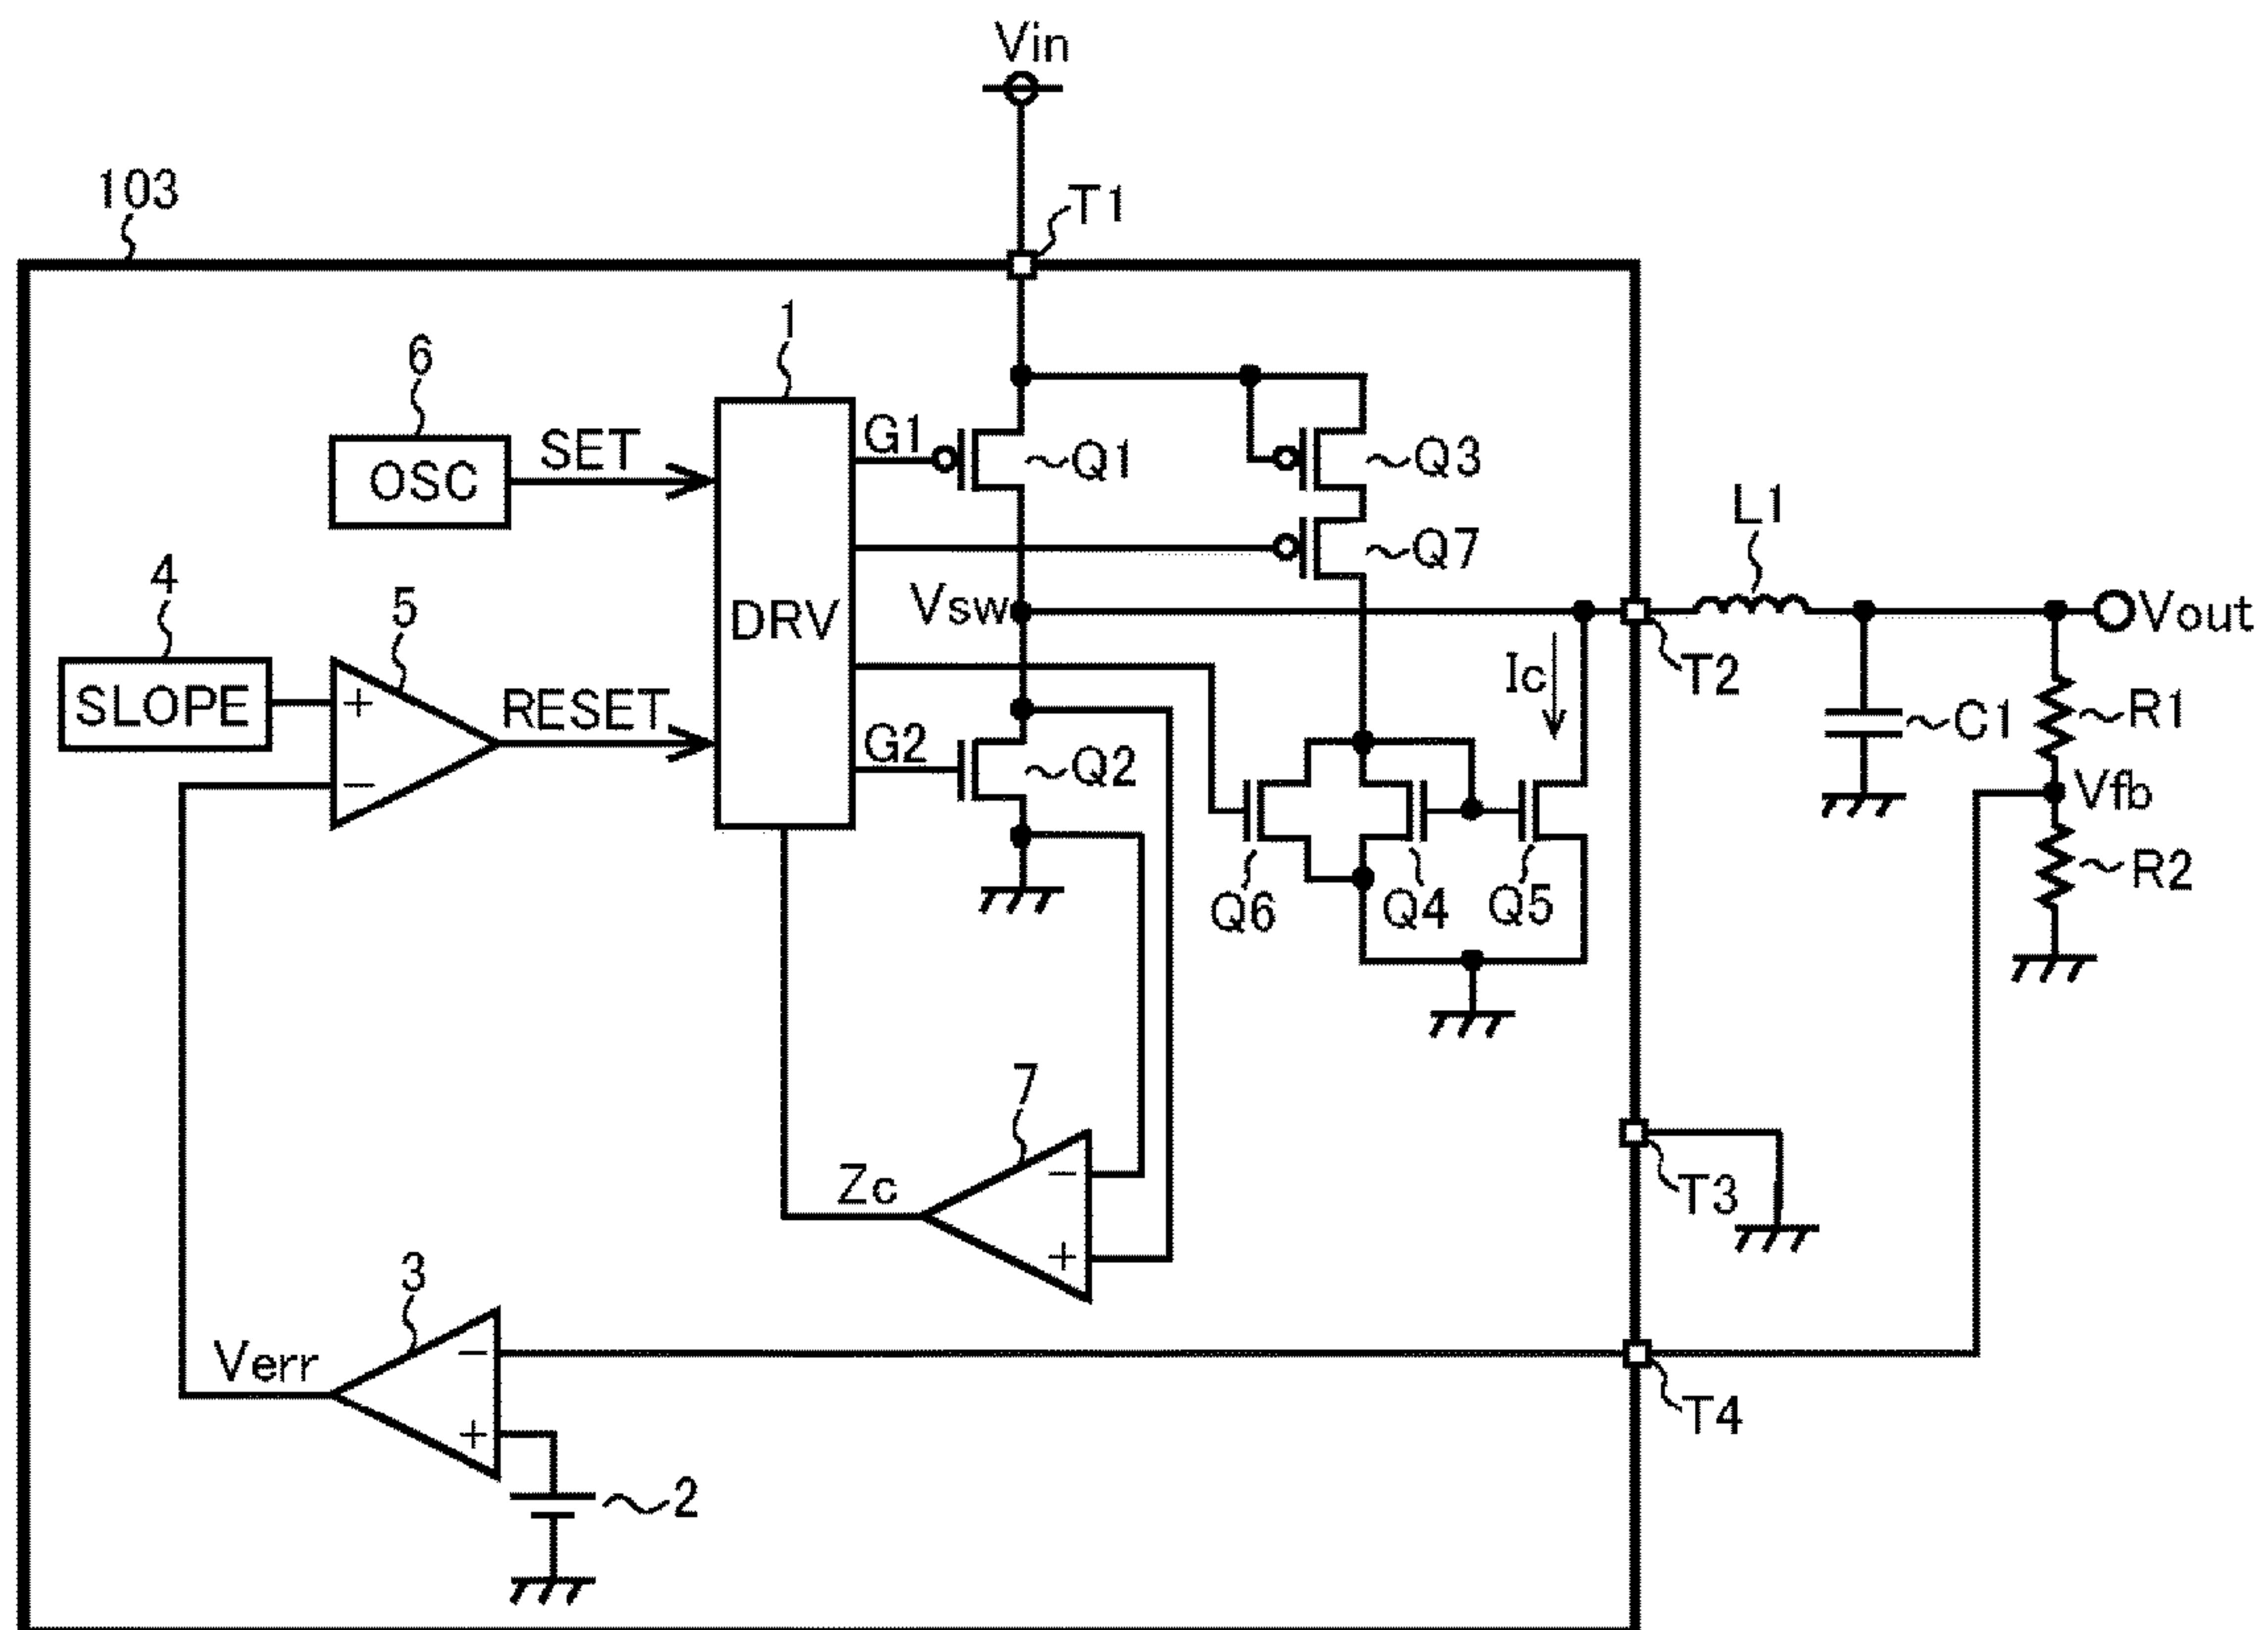 Vin
103
T1
1
6
G1
SET
Q1
Q3
OSC
L1
Q7
4
5
Vsw
Vout
DRV
Ic
T2
SLOPE
+
RESET
C1
R1
G2
Q2
−
Vfb
R2
Q6
Q4
Q5
7
−
Zc
T3
+
3
−
Verr
T4
+
2